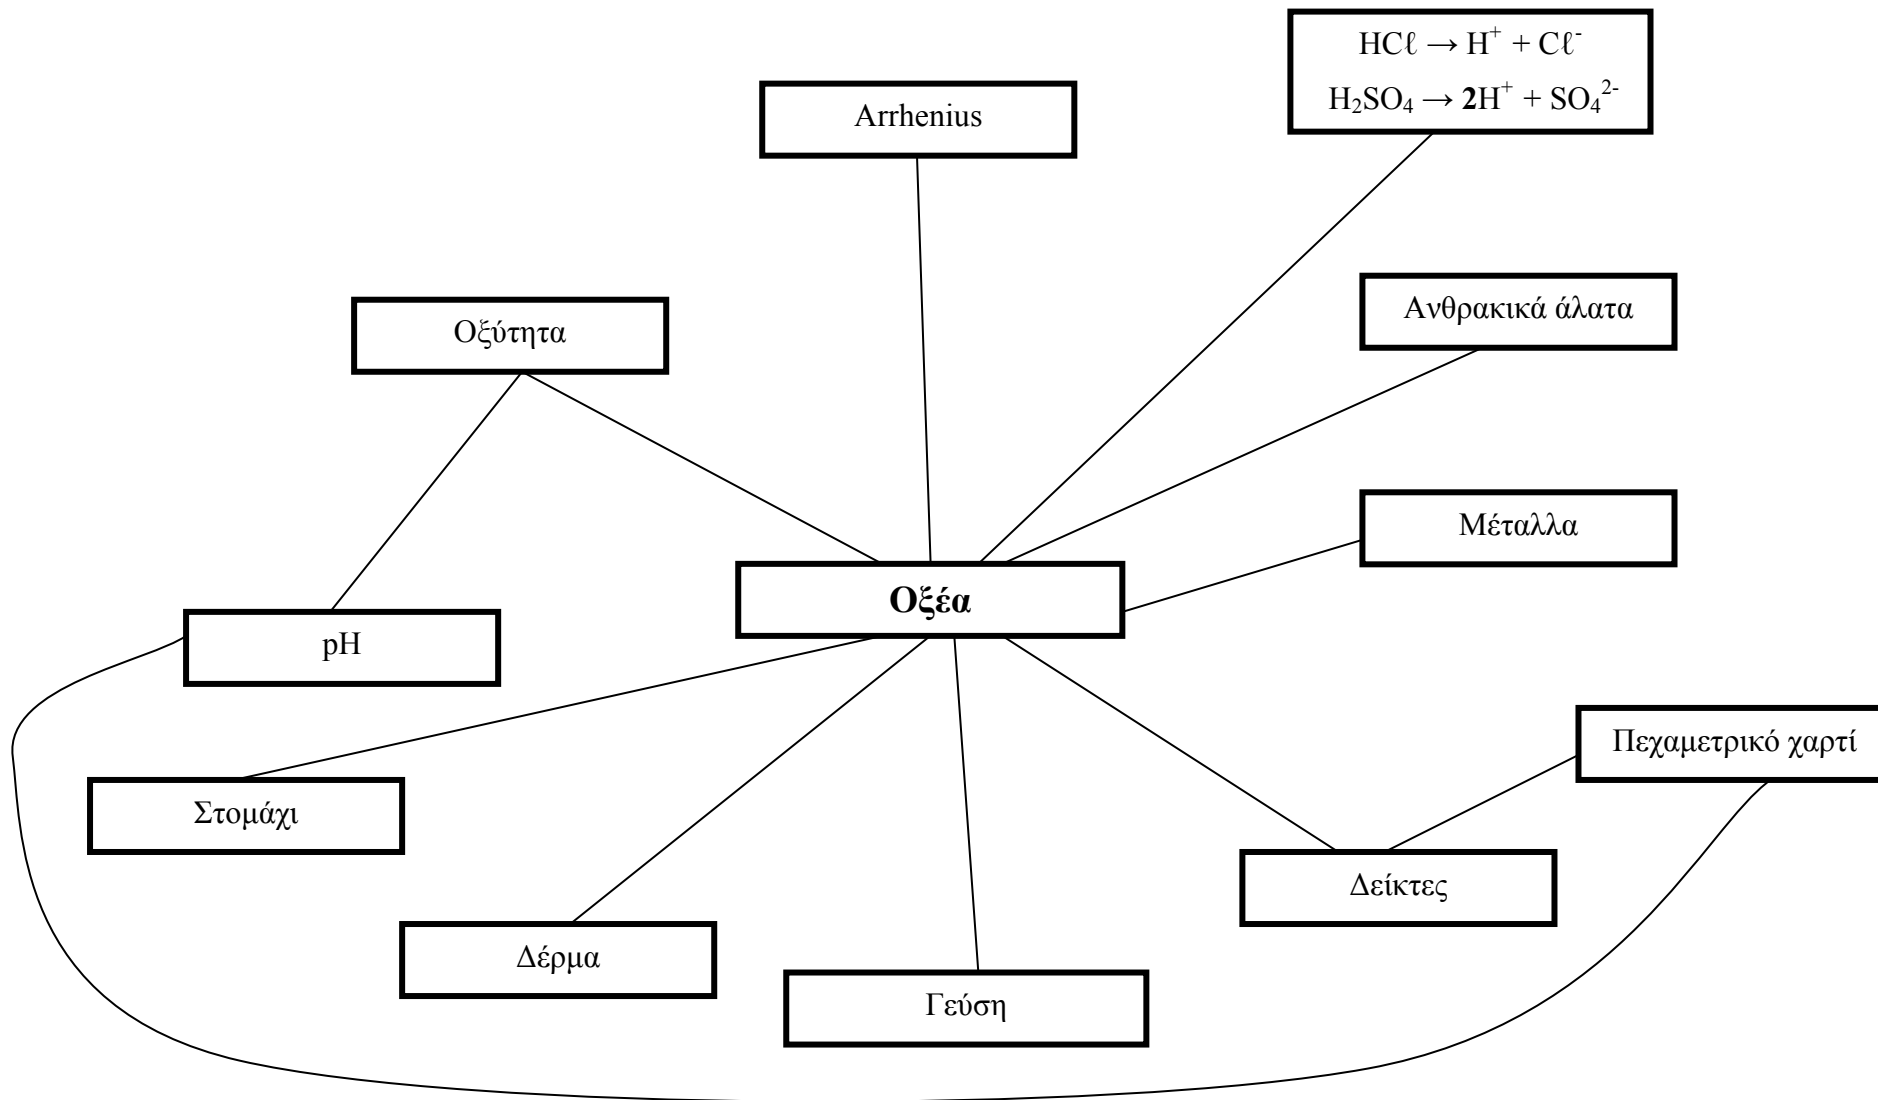 HCℓ → H⁺ + Cℓ⁻
H₂SO₄ → 2H⁺ + SO₄²⁻
Arrhenius
Ανθρακικά άλατα
Οξύτητα
Μέταλλα
Οξέα
pH
Πεχαμετρικό χαρτί
Στομάχι
Δείκτες
Δέρμα
Γεύση